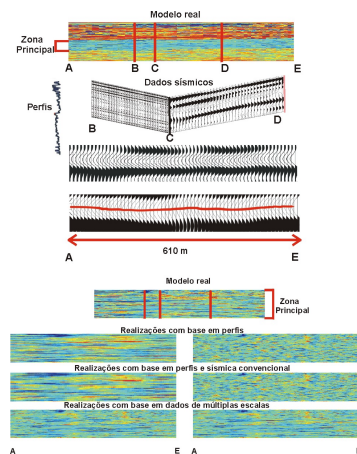 Modelo real
Zona
Principal
A B C D E
Dados sísmicos
Perfis
B
C
D
610 m
A E
Modelo real
Zona
Principal
Realizações com base em perfis
Realizações com base em perfis e sísmica convencional
Realizações com base em dados de múltiplas escalas
A E A